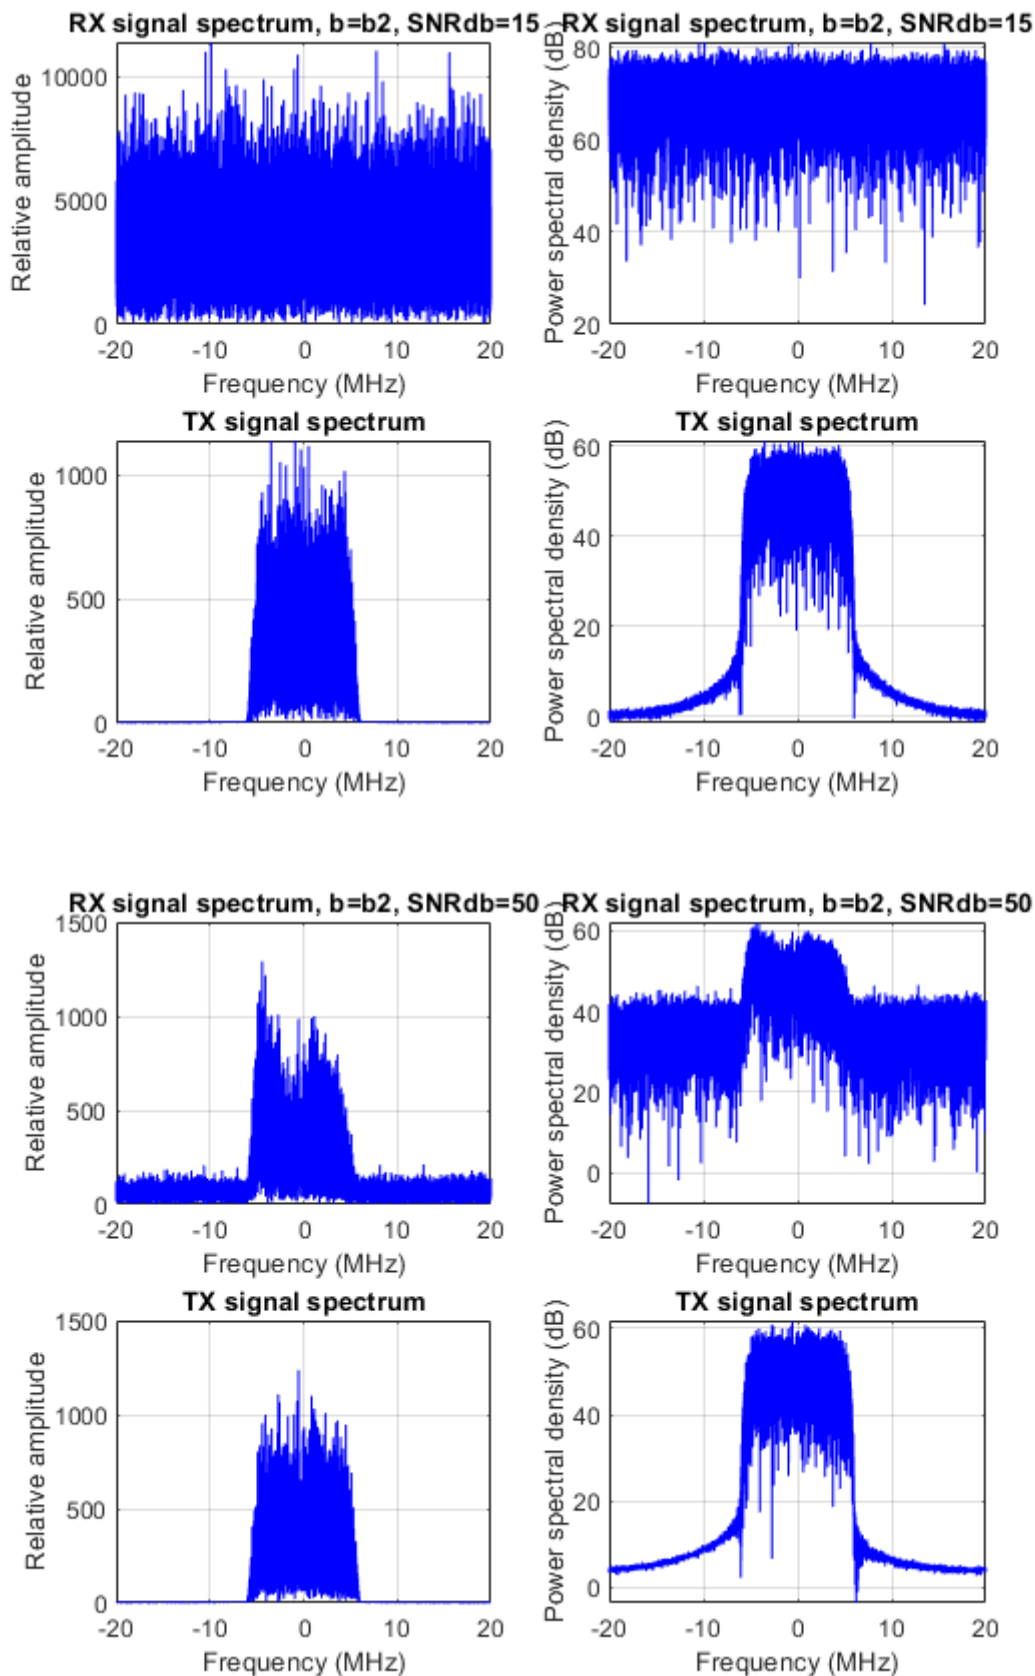 RX signal spectrum, b=b2, SNRdb=15
Relative amplitude
10000
5000
0
-20 -10 0 10 20
Frequency (MHz)
RX signal spectrum, b=b2, SNRdb=15
Power spectral density (dB)
80
60
40
20
-20 -10 0 10 20
Frequency (MHz)
TX signal spectrum
Relative amplitude
1000
500
0
-20 -10 0 10 20
Frequency (MHz)
TX signal spectrum
Power spectral density (dB)
60
40
20
0
-20 -10 0 10 20
Frequency (MHz)
RX signal spectrum, b=b2, SNRdb=50
Relative amplitude
1500
1000
500
0
-20 -10 0 10 20
Frequency (MHz)
RX signal spectrum, b=b2, SNRdb=50
Power spectral density (dB)
60
40
20
0
-20 -10 0 10 20
Frequency (MHz)
TX signal spectrum
Relative amplitude
1500
1000
500
0
-20 -10 0 10 20
Frequency (MHz)
TX signal spectrum
Power spectral density (dB)
60
40
20
0
-20 -10 0 10 20
Frequency (MHz)